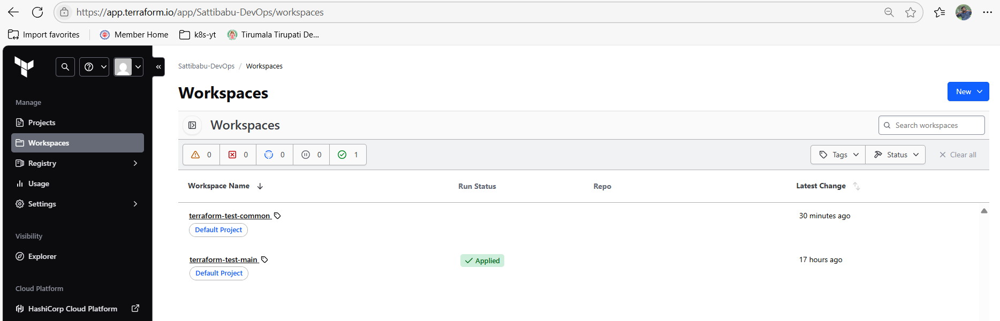 https://app.terraform.io/app/Sattibabu-DevOps/workspaces
Import favorites
Member Home
k8s-yt
Tirumala Tirupati De...
Sattibabu-DevOps / Workspaces
Manage
Projects
Workspaces
Registry
Usage
Settings
Visibility
Explorer
Cloud Platform
HashiCorp Cloud Platform
Workspaces
New
Workspaces
Search workspaces
0 0 0 0 1
Tags
Status
Clear all
Workspace Name Run Status Repo Latest Change
terraform-test-common 30 minutes ago
Default Project
terraform-test-main Applied 17 hours ago
Default Project